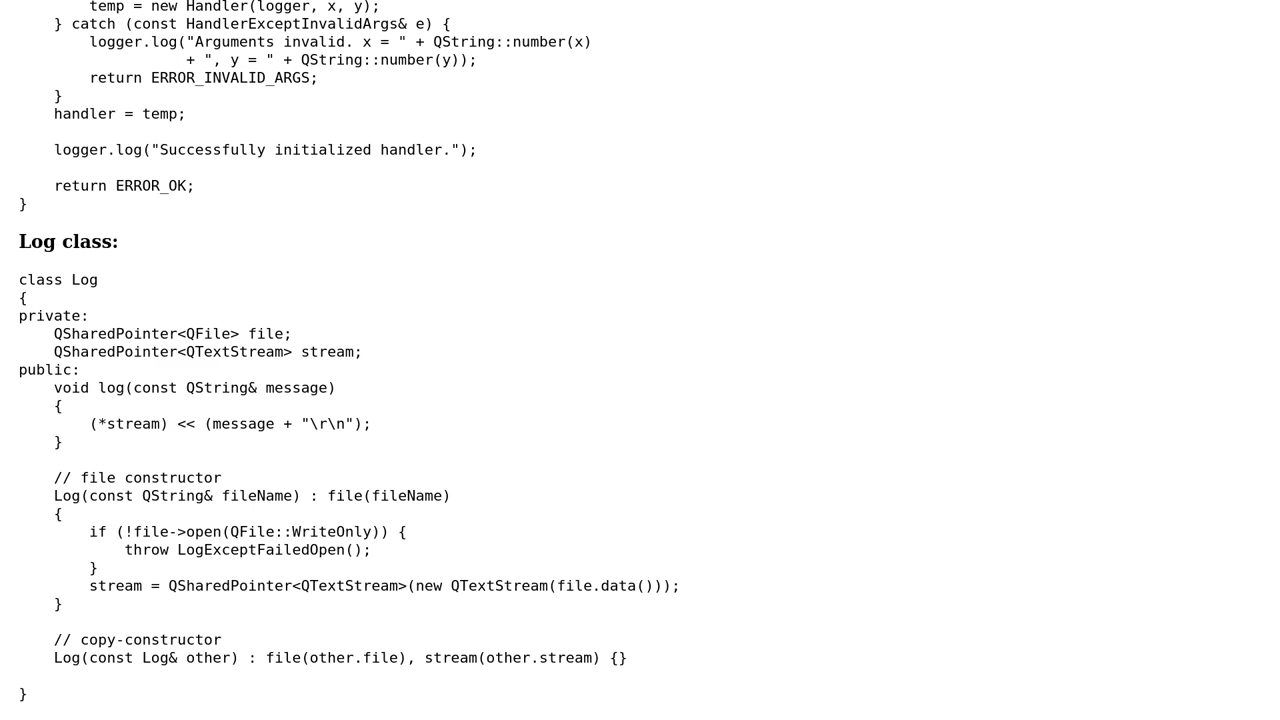 temp = new Handler(logger, x, y);
    } catch (const HandlerExceptInvalidArgs& e) {
        logger.log("Arguments invalid. x = " + QString::number(x)
                   + ", y = " + QString::number(y));
        return ERROR_INVALID_ARGS;
    }
    handler = temp;

    logger.log("Successfully initialized handler.");

    return ERROR_OK;
}
Log class:
class Log
{
private:
    QSharedPointer<QFile> file;
    QSharedPointer<QTextStream> stream;
public:
    void log(const QString& message)
    {
        (*stream) << (message + "\r\n");
    }

    // file constructor
    Log(const QString& fileName) : file(fileName)
    {
        if (!file->open(QFile::WriteOnly)) {
            throw LogExceptFailedOpen();
        }
        stream = QSharedPointer<QTextStream>(new QTextStream(file.data()));
    }

    // copy-constructor
    Log(const Log& other) : file(other.file), stream(other.stream) {}

}